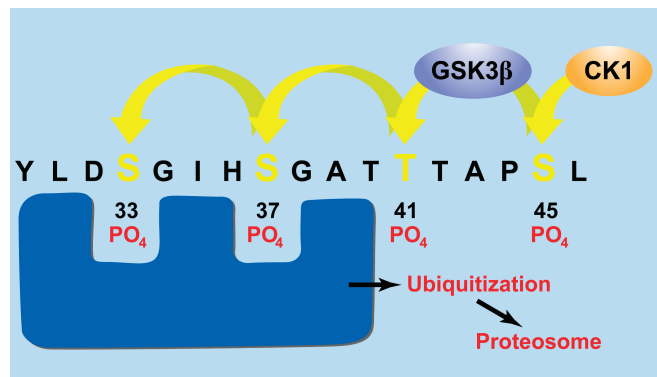 GSK3β CK1
Y L D S G I H S G A T T T A P S L
33 37 41 45
PO4 PO4 PO4 PO4
Ubiquitization
Proteosome